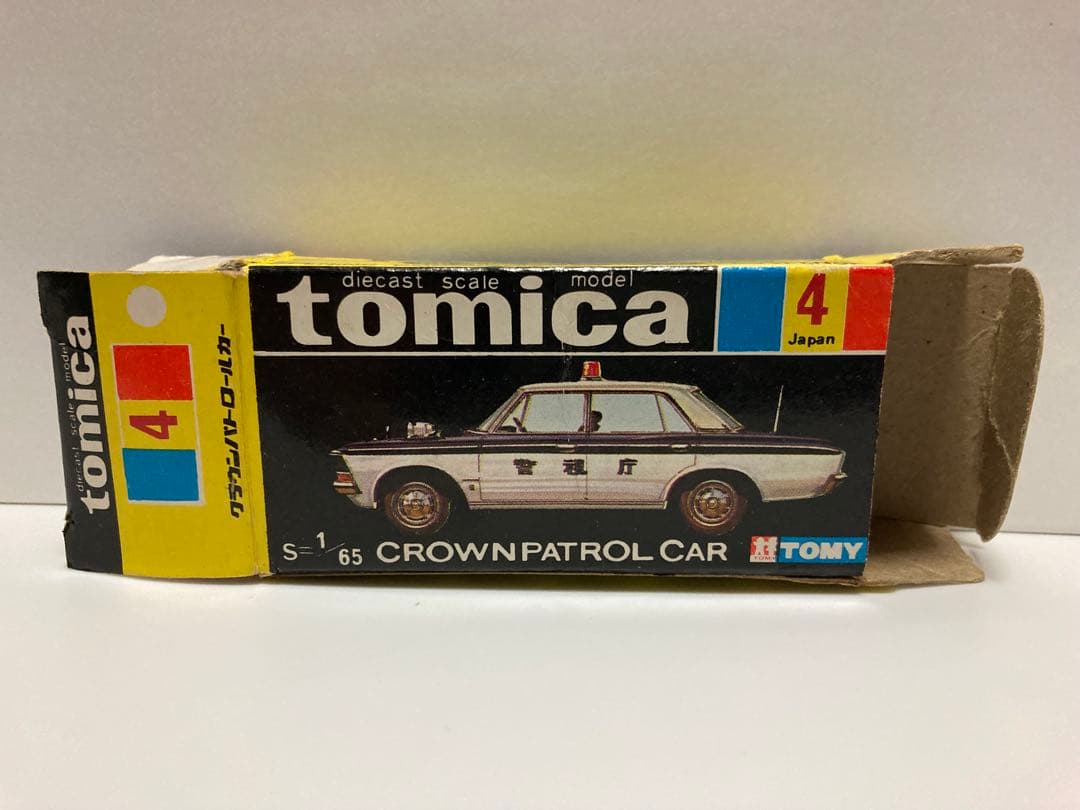 diecast scale model
tomica
4
クラウンパトロールカー
diecast scale model
tomica
4
Japan
警視庁
S=1/65 CROWN PATROL CAR
TOMY
TOMY